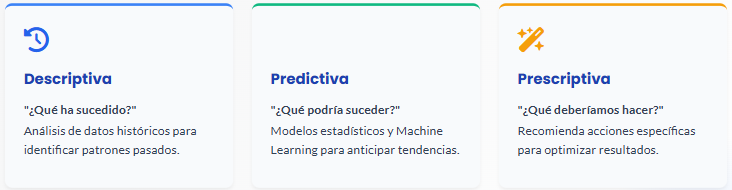 Descriptiva
"¿Qué ha sucedido?"
Análisis de datos históricos para
identificar patrones pasados.
Predictiva
"¿Qué podría suceder?"
Modelos estadísticos y Machine
Learning para anticipar tendencias.
Prescriptiva
"¿Qué deberíamos hacer?"
Recomienda acciones específicas
para optimizar resultados.